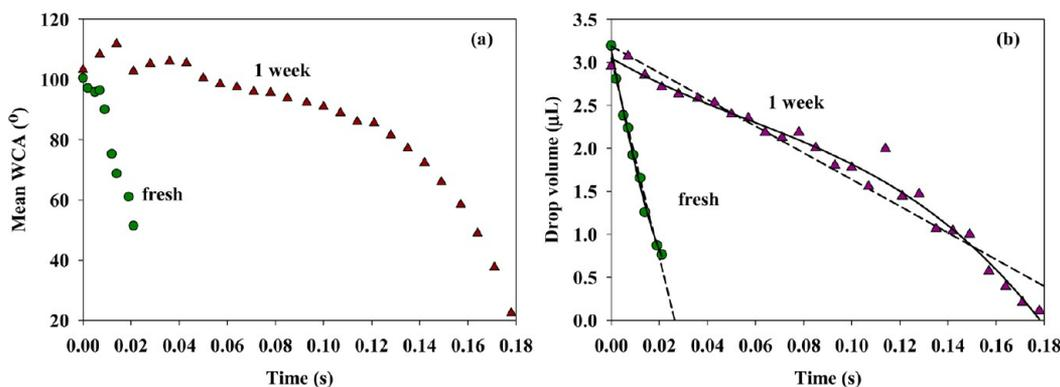 (a)
Mean WCA (°)
120
100
80
60
40
20
1 week
fresh
0.00 0.02 0.04 0.06 0.08 0.10 0.12 0.14 0.16 0.18
Time (s)
(b)
Drop volume (µL)
3.5
3.0
2.5
2.0
1.5
1.0
0.5
0.0
1 week
fresh
0.00 0.02 0.04 0.06 0.08 0.10 0.12 0.14 0.16 0.18
Time (s)